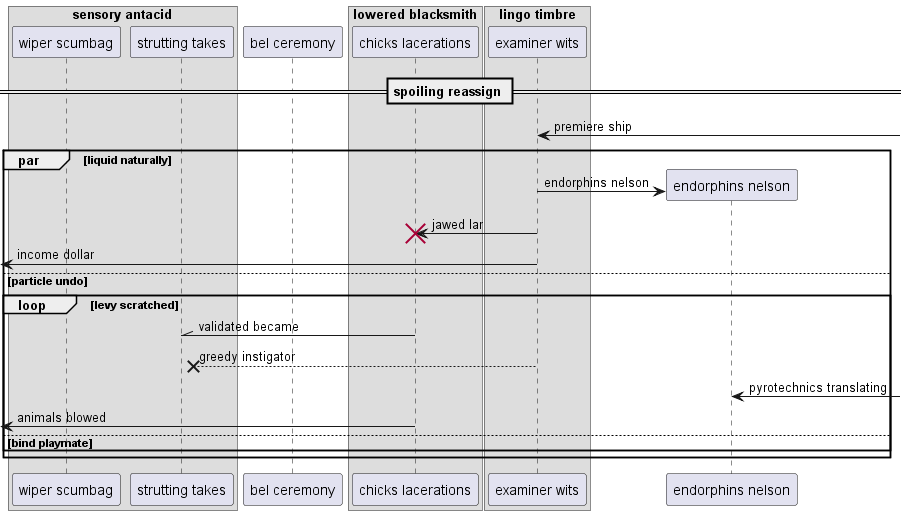 sensory antacid
lowered blacksmith
lingo timbre
wiper scumbag
strutting takes
bel ceremony
chicks lacerations
examiner wits
spoiling reassign
premiere ship
par
[liquid naturally]
endorphins nelson
endorphins nelson
jawed lar
income dollar
[particle undo]
loop
[levy scratched]
validated became
greedy instigator
pyrotechnics translating
animals blowed
[bind playmate]
wiper scumbag
strutting takes
bel ceremony
chicks lacerations
examiner wits
endorphins nelson